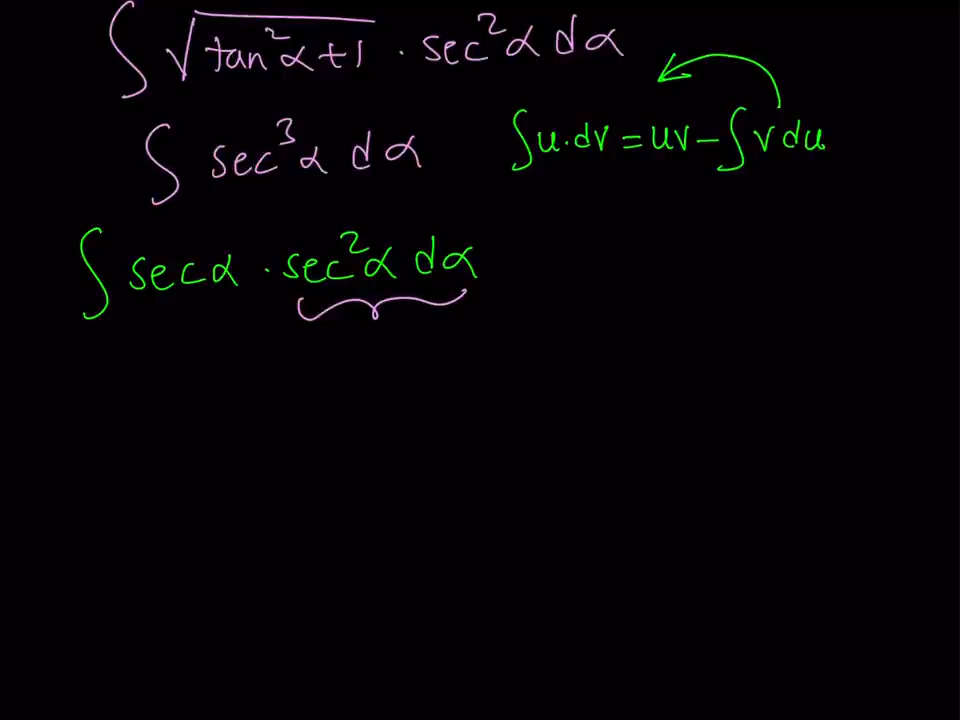 ∫ √(tan²α+1) · sec²α dα
∫ sec³α dα
∫u·dv = uv − ∫v du
∫ secα · sec²α dα